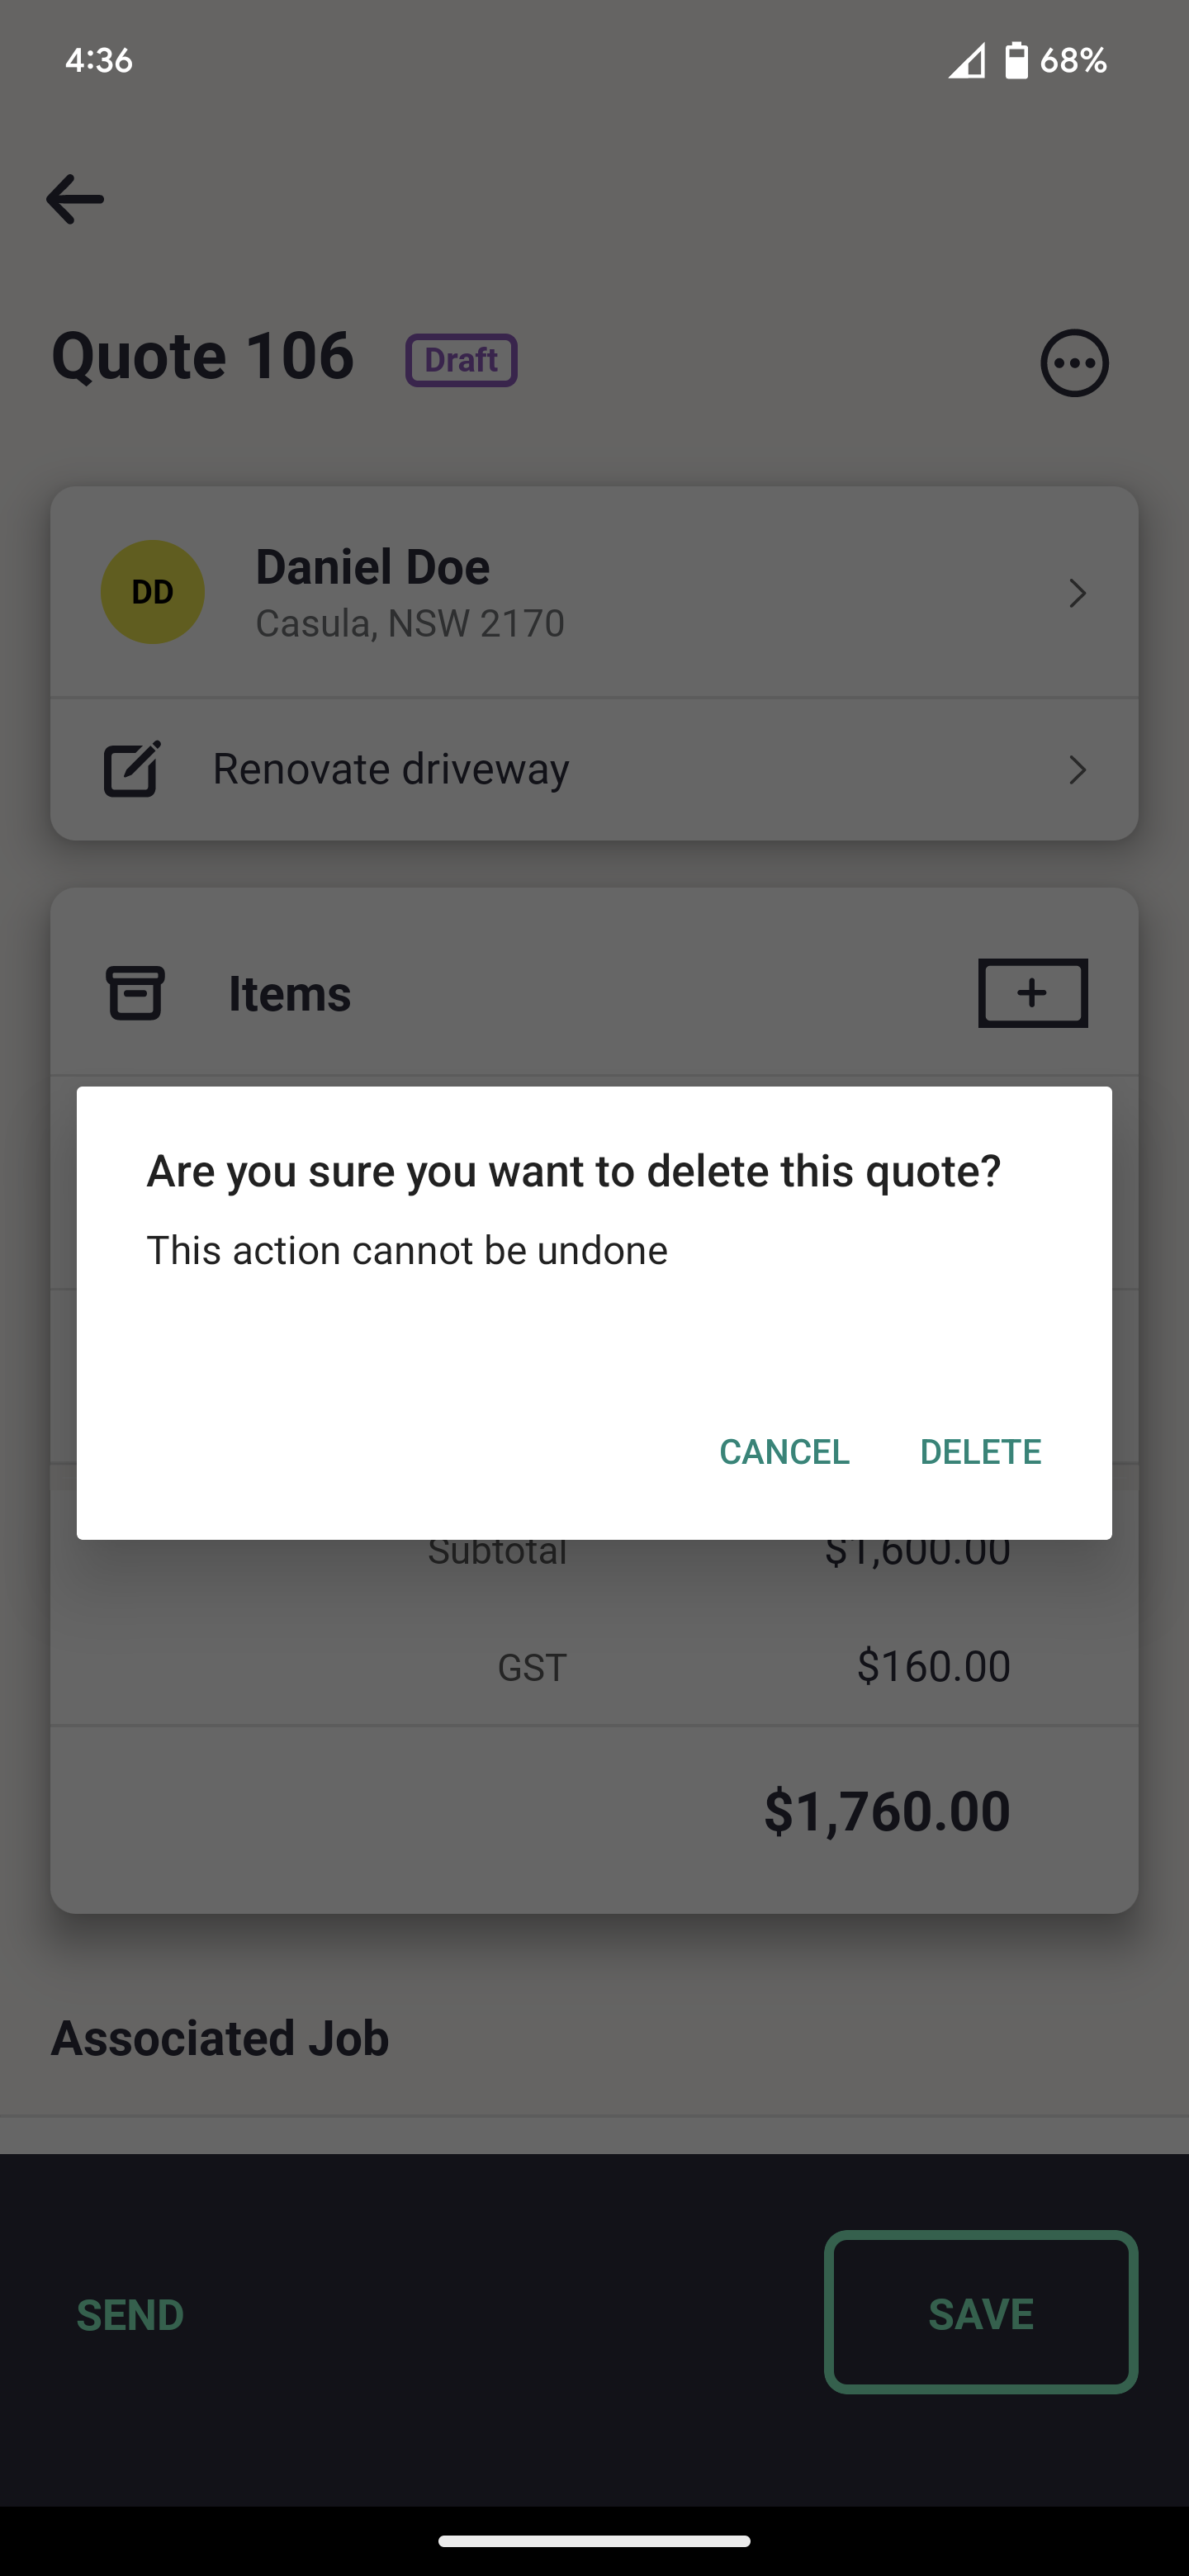 4:36
68%
Quote 106
Draft
DD
Daniel Doe
Casula, NSW 2170
Renovate driveway
Items
Are you sure you want to delete this quote?
This action cannot be undone
CANCEL
DELETE
Subtotal
$1,600.00
GST
$160.00
$1,760.00
Associated Job
SEND
SAVE